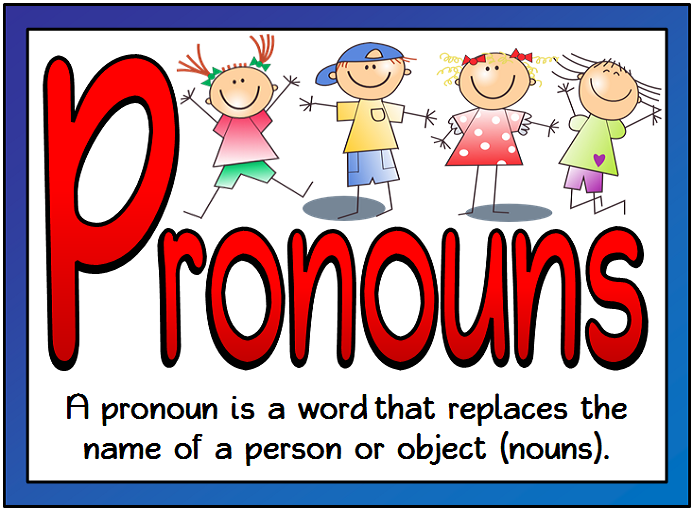 Pronouns
A pronoun is a word that replaces the
name of a person or object (nouns).